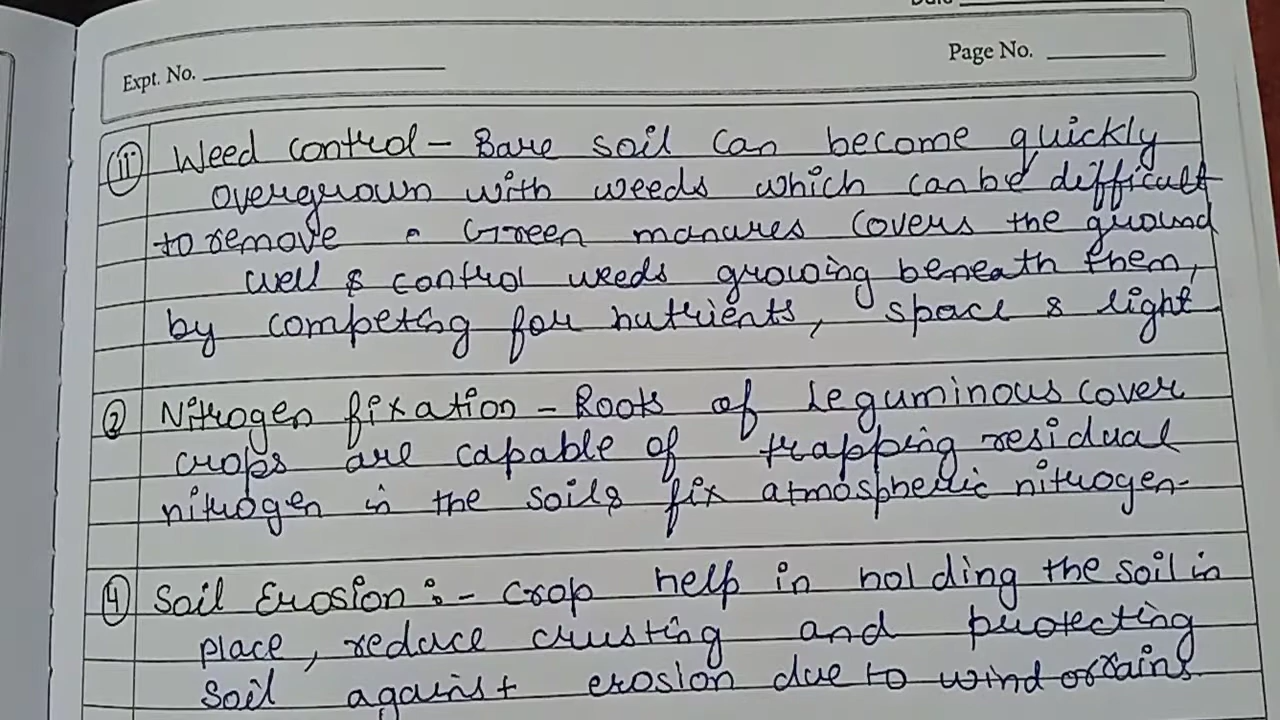 Expt. No.
Page No.
(ii) Weed control - Bare soil can become quickly
overgrown with weeds which can be difficult
to remove . Green manures covers the ground
well & control weeds growing beneath them,
by competing for nutrients, space & light
③ Nitrogen fixation - Roots of Leguminous cover
crops are capable of trapping residual
nitrogen in the soil & fix atmospheric nitrogen.
④ Soil Erosion :- Crop help in holding the soil in
place, reduce crusting and protecting
soil against erosion due to wind or rains.